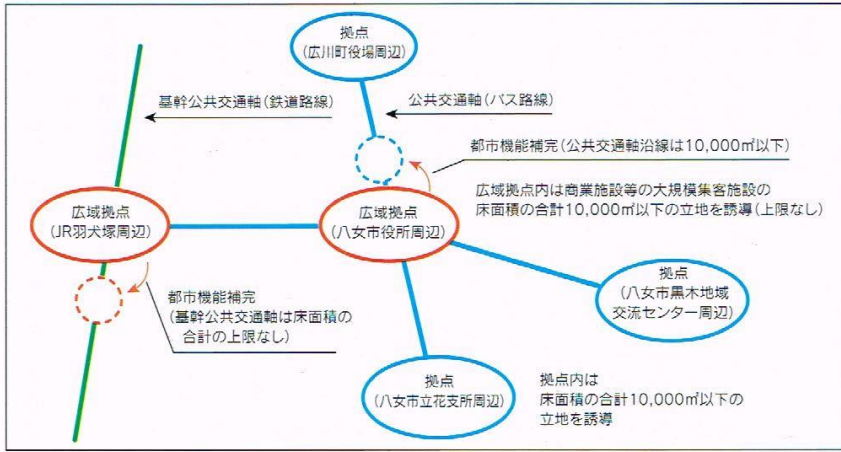 拠点
(広川町役場周辺)
基幹公共交通軸(鉄道路線)
公共交通軸(バス路線)
都市機能補完(公共交通軸沿線は10,000㎡以下)
広域拠点
(JR羽犬塚周辺)
広域拠点
(八女市役所周辺)
広域拠点内は商業施設等の大規模集客施設の
床面積の合計10,000㎡以下の立地を誘導(上限なし)
都市機能補完
(基幹公共交通軸は床面積の
合計の上限なし)
拠点
(八女市黒木地域
交流センター周辺)
拠点
(八女市立花支所周辺)
拠点内は
床面積の合計10,000㎡以下の
立地を誘導